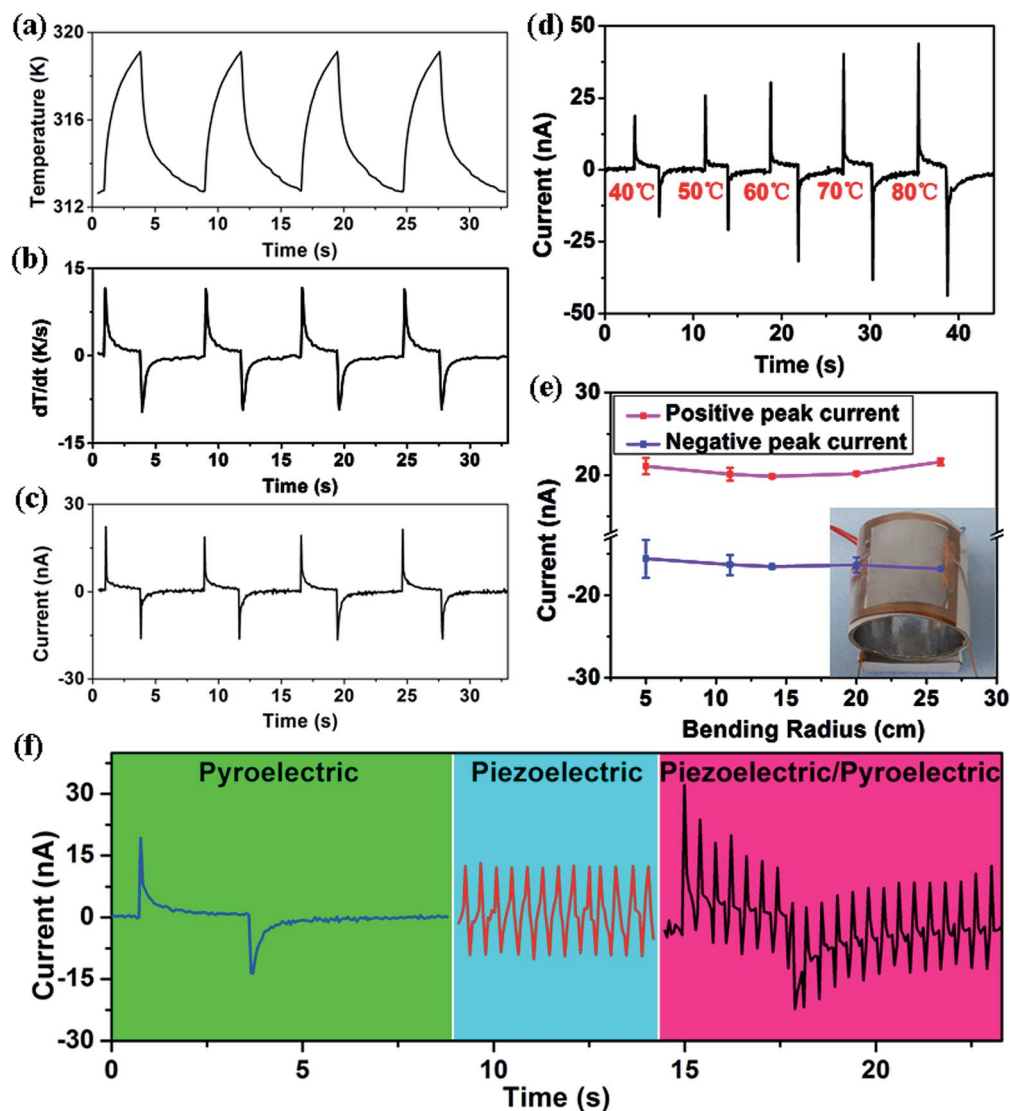 (a)
320
316
312
Temperature (K)
0 5 10 15 20 25 30
Time (s)
(b)
15
0
-15
dT/dt (K/s)
0 5 10 15 20 25 30
Time (s)
(c)
30
0
-30
Current (nA)
0 5 10 15 20 25 30
Time (s)
(d)
50
25
0
-25
-50
Current (nA)
40℃ 50℃ 60℃ 70℃ 80℃
0 10 20 30 40
Time (s)
(e)
30
20
-20
-30
Current (nA)
Positive peak current
Negative peak current
5 10 15 20 25 30
Bending Radius (cm)
(f)
Pyroelectric Piezoelectric Piezoelectric/Pyroelectric
30
15
0
-15
-30
Current (nA)
0 5 10 15 20
Time (s)